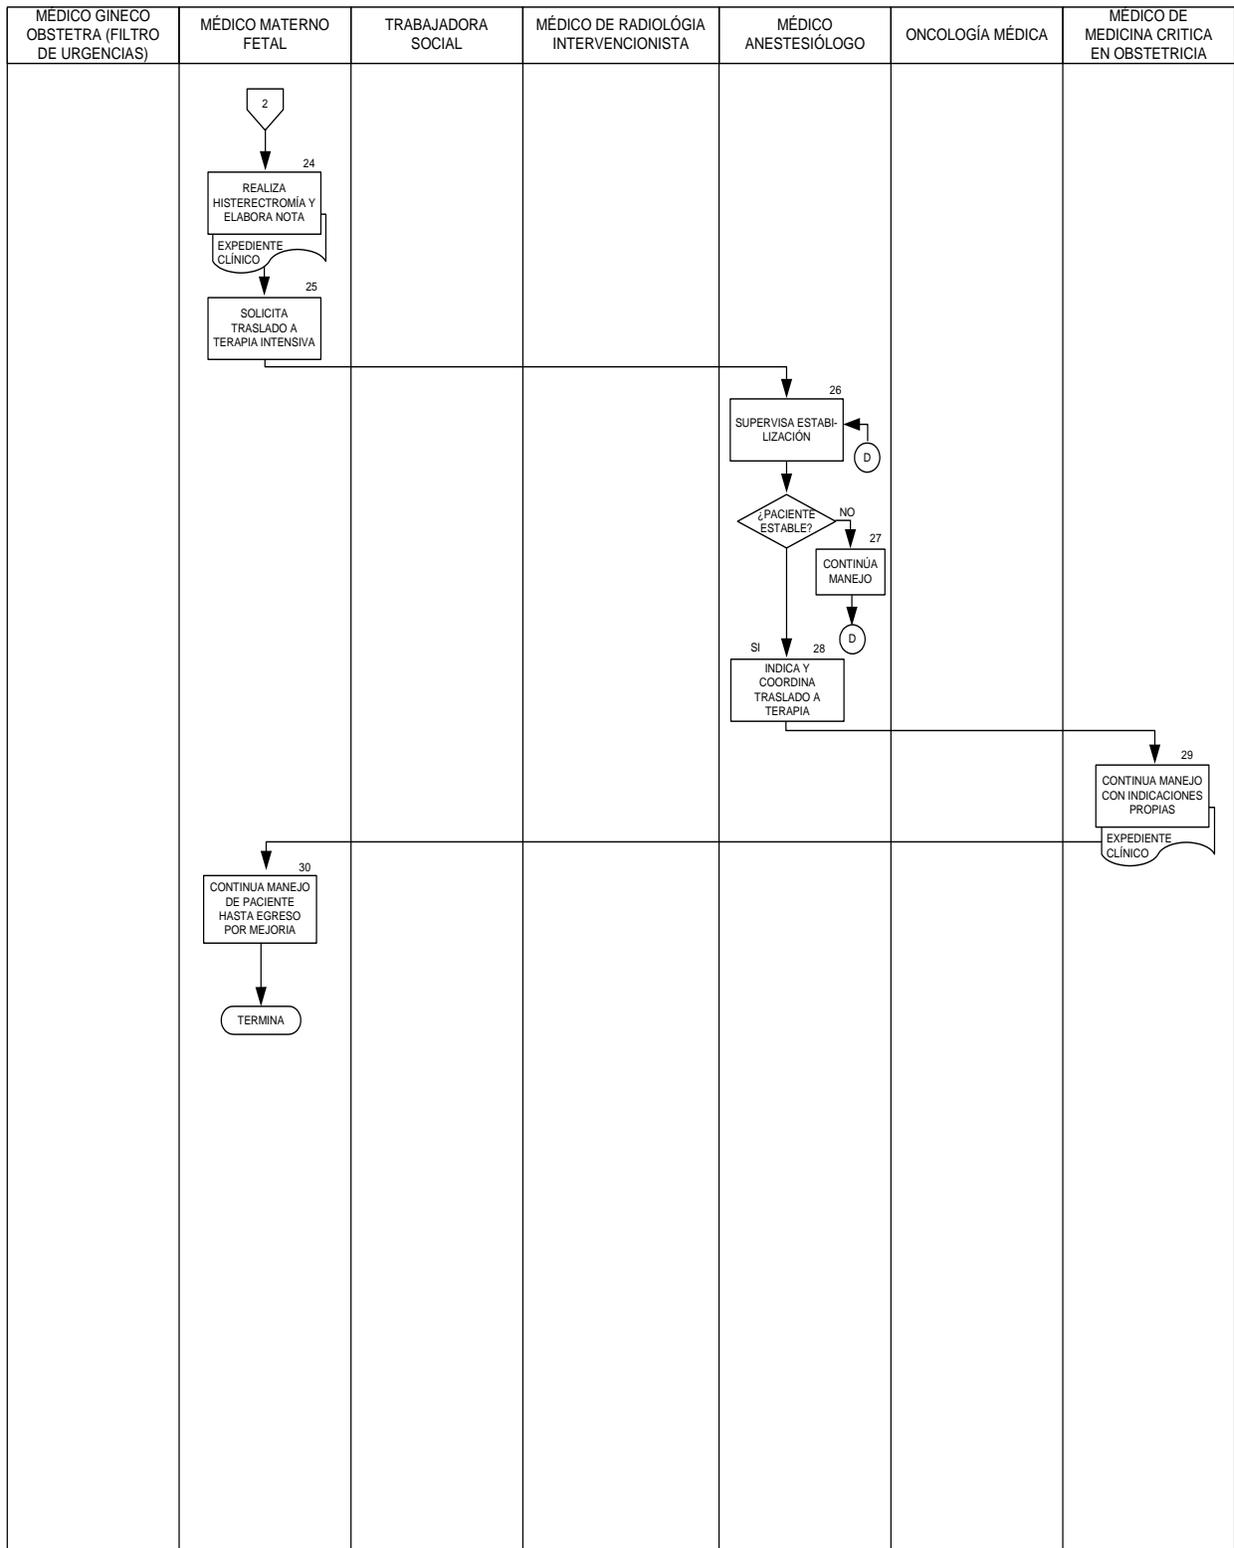 MÉDICO GINECO
OBSTETRA (FILTRO
DE URGENCIAS)
MÉDICO MATERNO
FETAL
TRABAJADORA
SOCIAL
MÉDICO DE RADIOLÓGIA
INTERVENCIONISTA
MÉDICO
ANESTESIÓLOGO
ONCOLOGÍA MÉDICA
MÉDICO DE
MEDICINA CRITICA
EN OBSTETRICIA
2
24
REALIZA
HISTERECTROMÍA Y
ELABORA NOTA
EXPEDIENTE
CLÍNICO
25
SOLICITA
TRASLADO A
TERAPIA INTENSIVA
26
SUPERVISA ESTABI-
LIZACIÓN
D
¿PACIENTE
ESTABLE?
NO
27
CONTINÚA
MANEJO
D
SI
28
INDICA Y
COORDINA
TRASLADO A
TERAPIA
29
CONTINUA MANEJO
CON INDICACIONES
PROPIAS
EXPEDIENTE
CLÍNICO
30
CONTINUA MANEJO
DE PACIENTE
HASTA EGRESO
POR MEJORIA
TERMINA